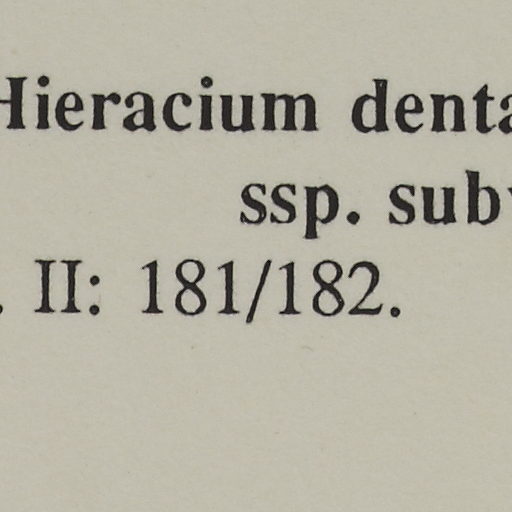 Hieracium denta
ssp. sub
. II: 181/182.